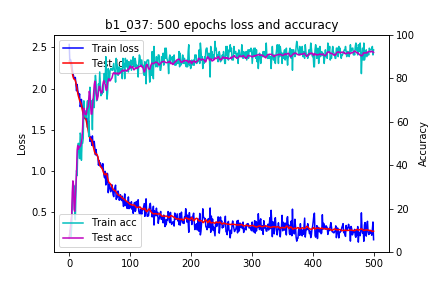 b1_037: 500 epochs loss and accuracy
Train loss
Test loss
Train acc
Test acc
Loss
2.5
2.0
1.5
1.0
0.5
Accuracy
100
80
60
40
20
0
0
100
200
300
400
500